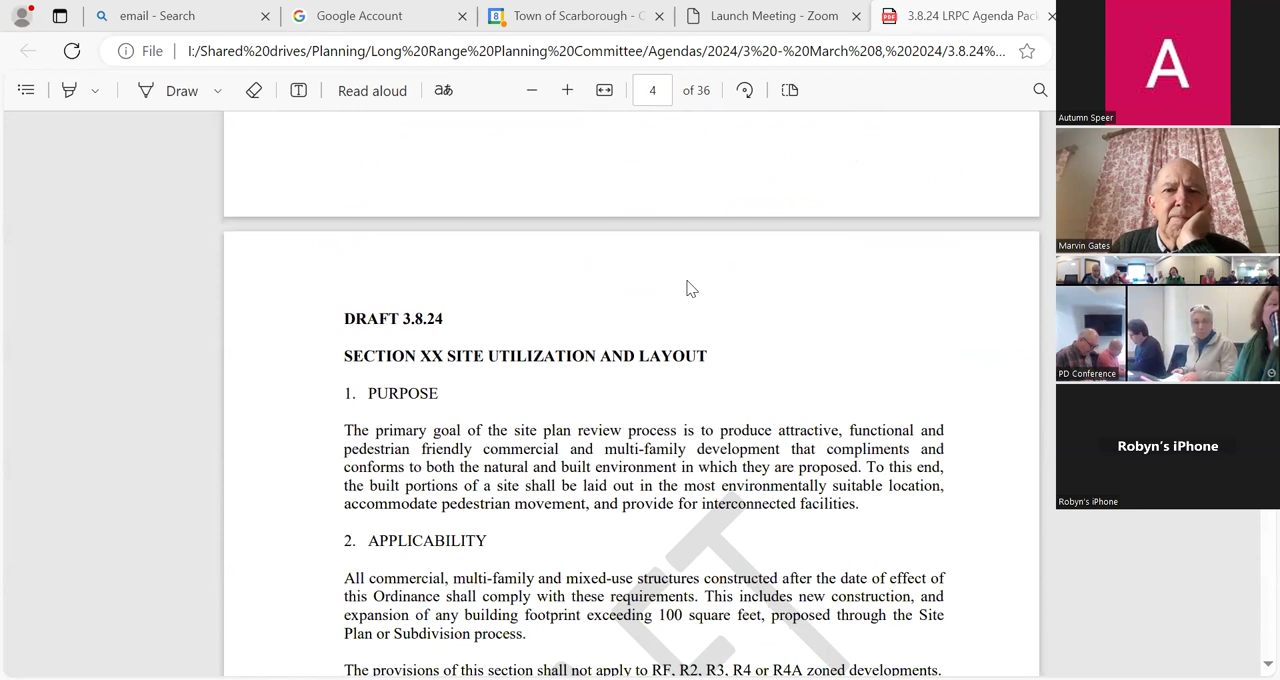 email - Search
Google Account
Town of Scarborough - C
Launch Meeting - Zoom
3.8.24 LRPC Agenda Pack
File
I:/Shared%20drives/Planning/Long%20Range%20Planning%20Committee/Agendas/2024/3%20-%20March%208,%202024/3.8.24%...
Draw
Read aloud
aあ
4
of 36
DRAFT 3.8.24
SECTION XX SITE UTILIZATION AND LAYOUT
1. PURPOSE
The primary goal of the site plan review process is to produce attractive, functional and
pedestrian friendly commercial and multi-family development that compliments and
conforms to both the natural and built environment in which they are proposed. To this end,
the built portions of a site shall be laid out in the most environmentally suitable location,
accommodate pedestrian movement, and provide for interconnected facilities.
2. APPLICABILITY
All commercial, multi-family and mixed-use structures constructed after the date of effect of
this Ordinance shall comply with these requirements. This includes new construction, and
expansion of any building footprint exceeding 100 square feet, proposed through the Site
Plan or Subdivision process.
The provisions of this section shall not apply to RF, R2, R3, R4 or R4A zoned developments.
A
Autumn Speer
Marvin Gates
PD Conference
Robyn's iPhone
Robyn's iPhone